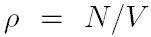 ρ = N/V